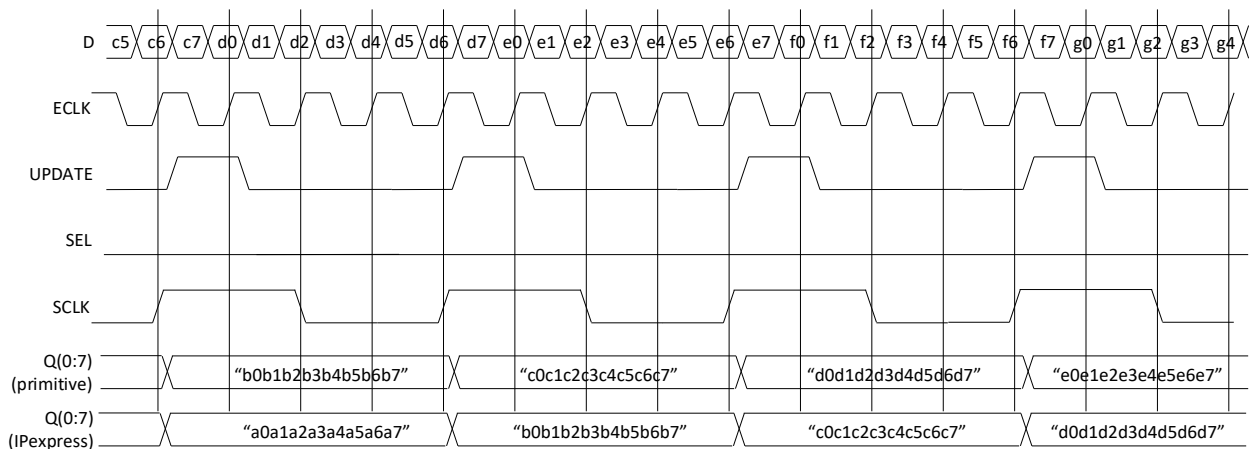 D c5 c6 c7 d0 d1 d2 d3 d4 d5 d6 d7 e0 e1 e2 e3 e4 e5 e6 e7 f0 f1 f2 f3 f4 f5 f6 f7 g0 g1 g2 g3 g4
ECLK
UPDATE
SEL
SCLK
Q(0:7)
(primitive) “b0b1b2b3b4b5b6b7” “c0c1c2c3c4c5c6c7” “d0d1d2d3d4d5d6d7” “e0e1e2e3e4e5e6e7”
Q(0:7)
(IPexpress) “a0a1a2a3a4a5a6a7” “b0b1b2b3b4b5b6b7” “c0c1c2c3c4c5c6c7” “d0d1d2d3d4d5d6d7”